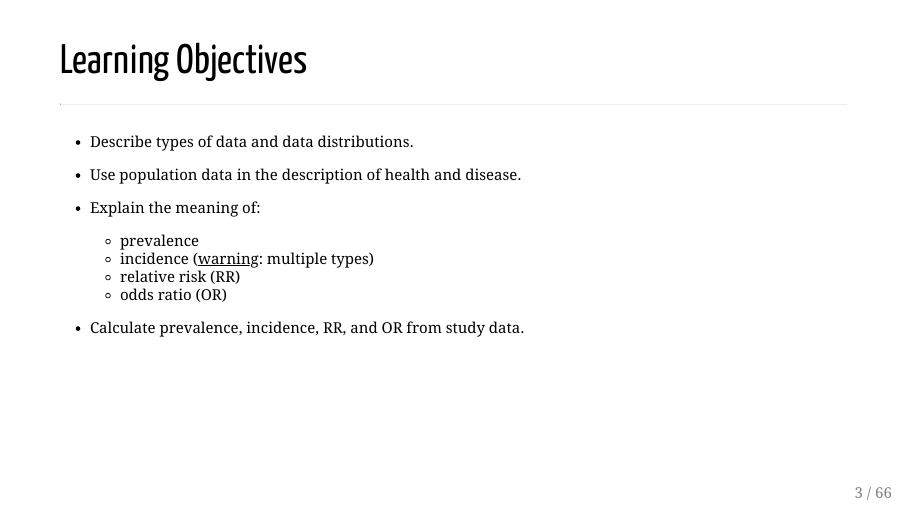 Learning Objectives
• Describe types of data and data distributions.
• Use population data in the description of health and disease.
• Explain the meaning of:
◦ prevalence
◦ incidence (warning: multiple types)
◦ relative risk (RR)
◦ odds ratio (OR)
• Calculate prevalence, incidence, RR, and OR from study data.
3 / 66